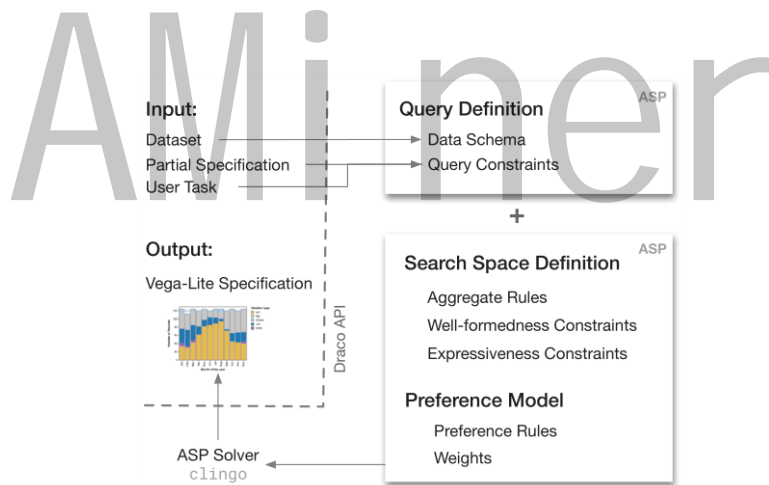 AMiner
Input:
Dataset
Partial Specification
User Task
Output:
Vega-Lite Specification
Draco API
ASP Solver
clingo
ASP
Query Definition
Data Schema
Query Constraints
+
ASP
Search Space Definition
Aggregate Rules
Well-formedness Constraints
Expressiveness Constraints
Preference Model
Preference Rules
Weights